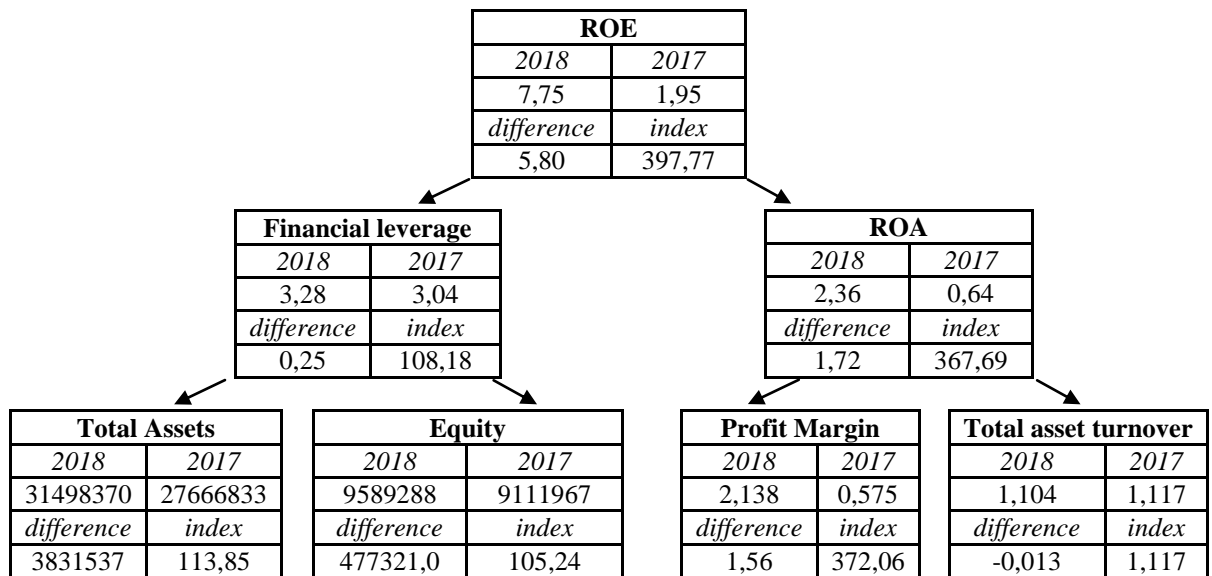 ROE
2018 2017
7,75 1,95
difference index
5,80 397,77
Financial leverage
2018 2017
3,28 3,04
difference index
0,25 108,18
ROA
2018 2017
2,36 0,64
difference index
1,72 367,69
Total Assets
2018 2017
31498370 27666833
difference index
3831537 113,85
Equity
2018 2017
9589288 9111967
difference index
477321,0 105,24
Profit Margin
2018 2017
2,138 0,575
difference index
1,56 372,06
Total asset turnover
2018 2017
1,104 1,117
difference index
-0,013 1,117